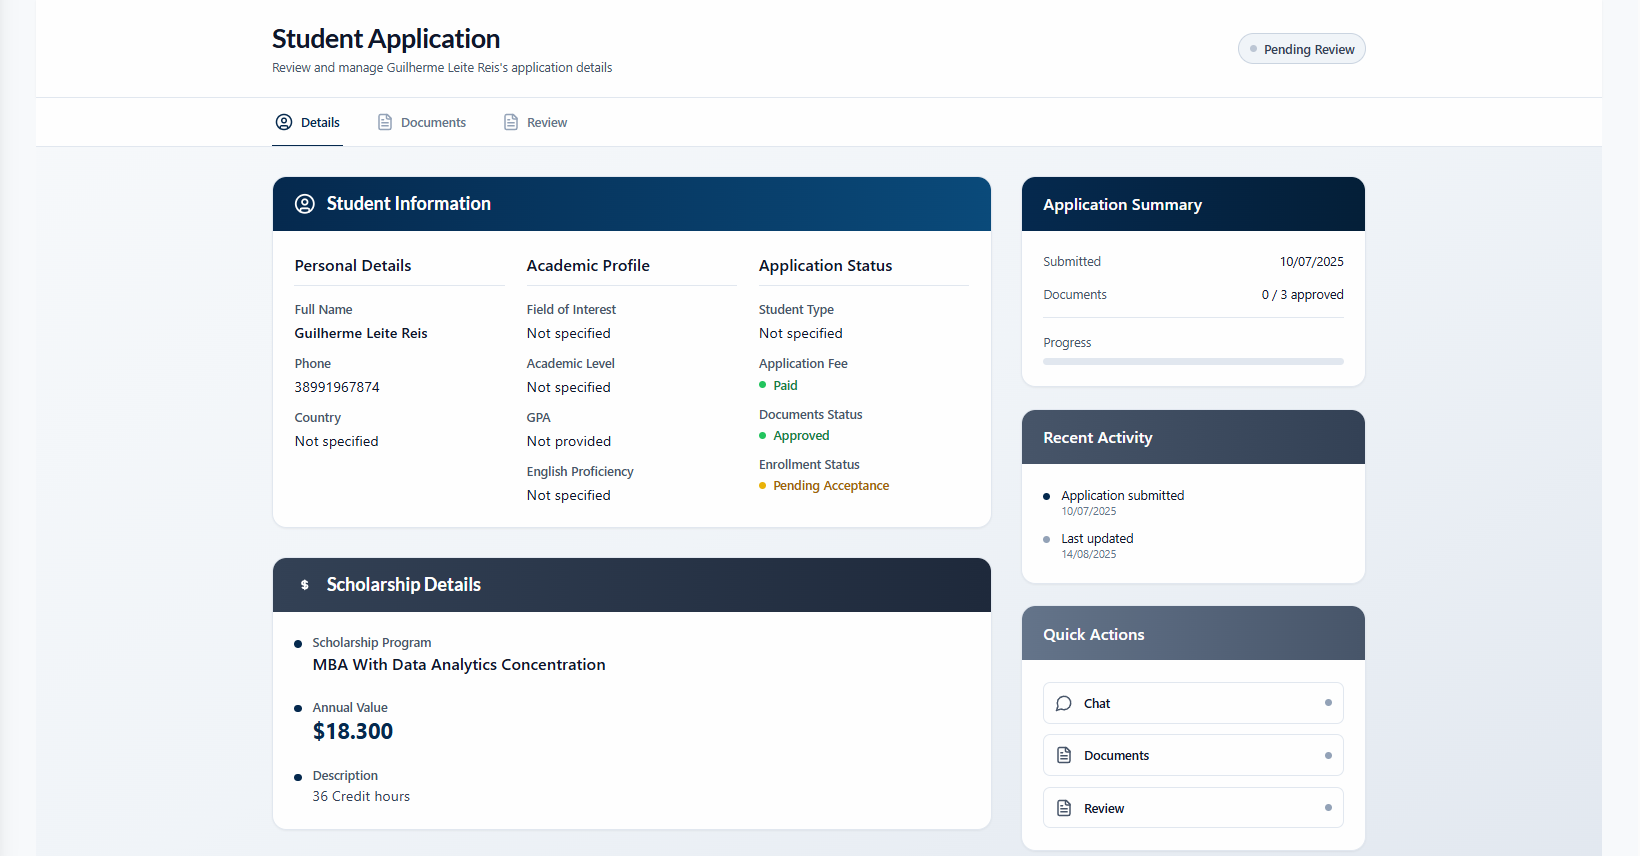 Student Application
Review and manage Guilherme Leite Reis's application details
Pending Review
Details
Documents
Review
Student Information
Personal Details
Full Name
Guilherme Leite Reis
Phone
38991967874
Country
Not specified
Academic Profile
Field of Interest
Not specified
Academic Level
Not specified
GPA
Not provided
English Proficiency
Not specified
Application Status
Student Type
Not specified
Application Fee
Paid
Documents Status
Approved
Enrollment Status
Pending Acceptance
Scholarship Details
Scholarship Program
MBA With Data Analytics Concentration
Annual Value
$18.300
Description
36 Credit hours
Application Summary
Submitted 10/07/2025
Documents 0 / 3 approved
Progress
Recent Activity
Application submitted
10/07/2025
Last updated
14/08/2025
Quick Actions
Chat
Documents
Review